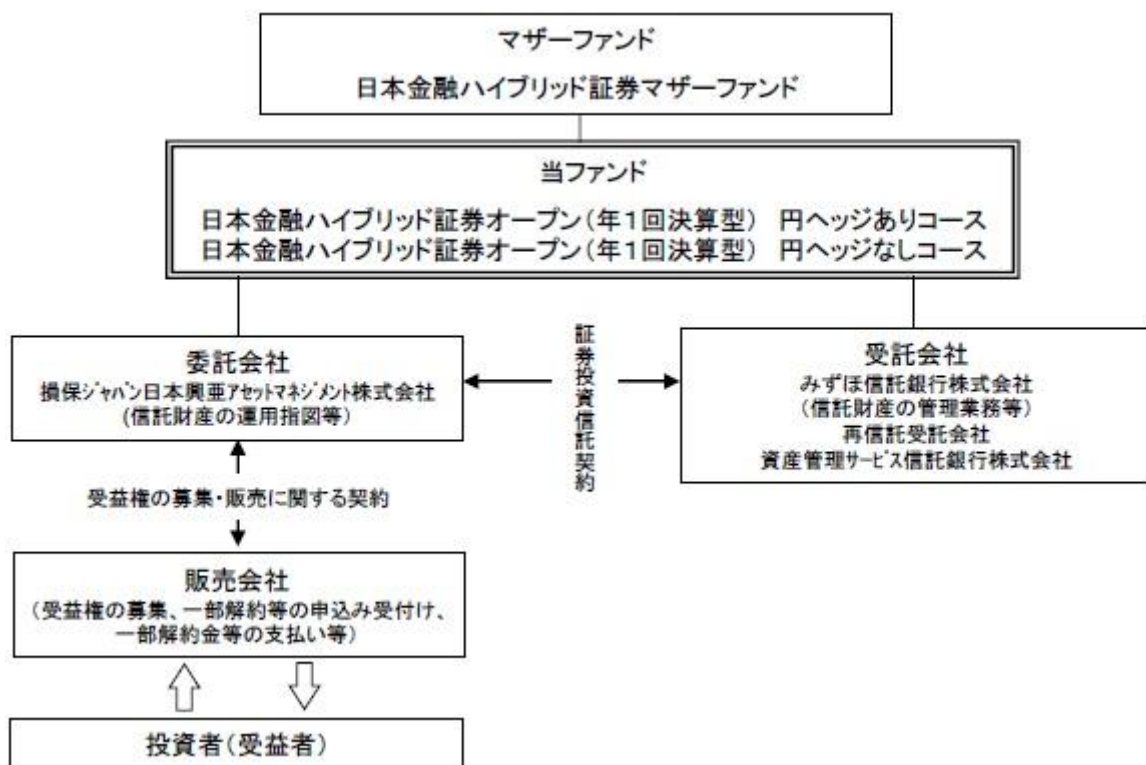 マザーファンド
日本金融ハイブリッド証券マザーファンド
当ファンド
日本金融ハイブリッド証券オープン(年1回決算型) 円ヘッジありコース
日本金融ハイブリッド証券オープン(年1回決算型) 円ヘッジなしコース
委託会社
損保ｼﾞｬﾊﾟﾝ日本興亜ｱｾｯﾄﾏﾈｼﾞﾒﾝﾄ株式会社
(信託財産の運用指図等)
証券投資信託契約
受託会社
みずほ信託銀行株式会社
(信託財産の管理業務等)
再信託受託会社
資産管理ｻｰﾋﾞｽ信託銀行株式会社
受益権の募集・販売に関する契約
販売会社
(受益権の募集、一部解約等の申込み受付け、
一部解約金等の支払い等)
投資者(受益者)